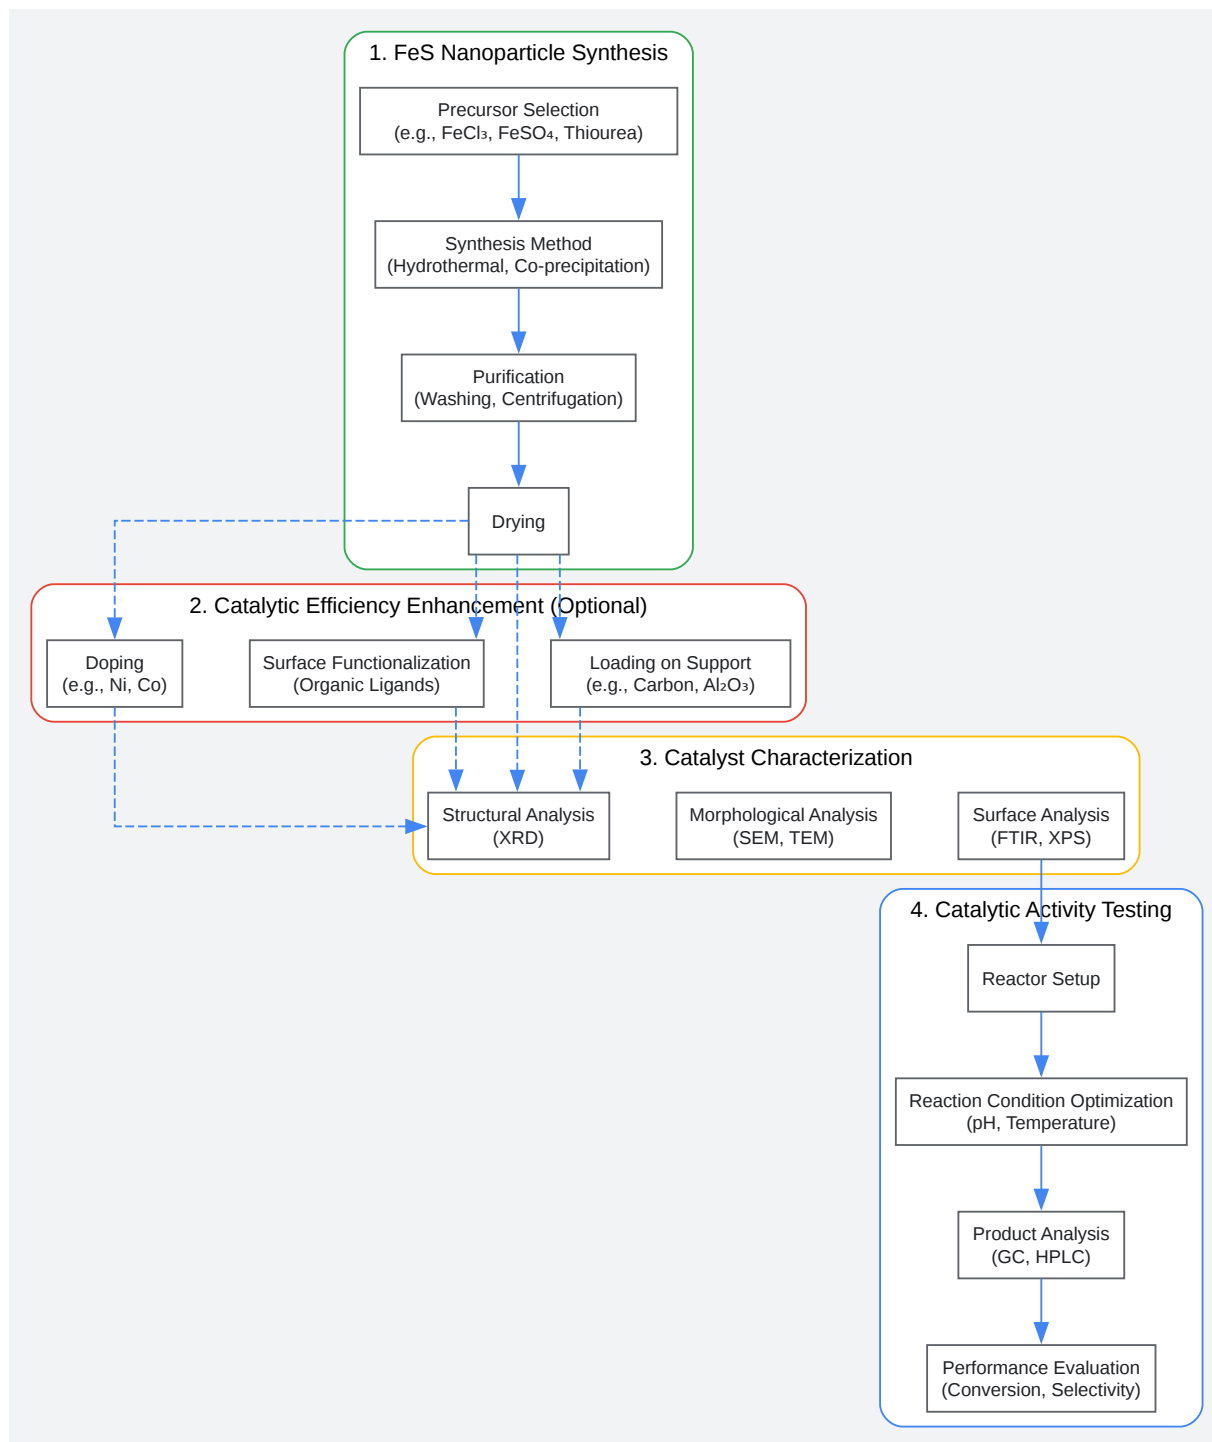 1. FeS Nanoparticle Synthesis
Precursor Selection
(e.g., FeCl₃, FeSO₄, Thiourea)
Synthesis Method
(Hydrothermal, Co-precipitation)
Purification
(Washing, Centrifugation)
Drying
2. Catalytic Efficiency Enhancement (Optional)
Doping
(e.g., Ni, Co)
Surface Functionalization
(Organic Ligands)
Loading on Support
(e.g., Carbon, Al₂O₃)
3. Catalyst Characterization
Structural Analysis
(XRD)
Morphological Analysis
(SEM, TEM)
Surface Analysis
(FTIR, XPS)
4. Catalytic Activity Testing
Reactor Setup
Reaction Condition Optimization
(pH, Temperature)
Product Analysis
(GC, HPLC)
Performance Evaluation
(Conversion, Selectivity)